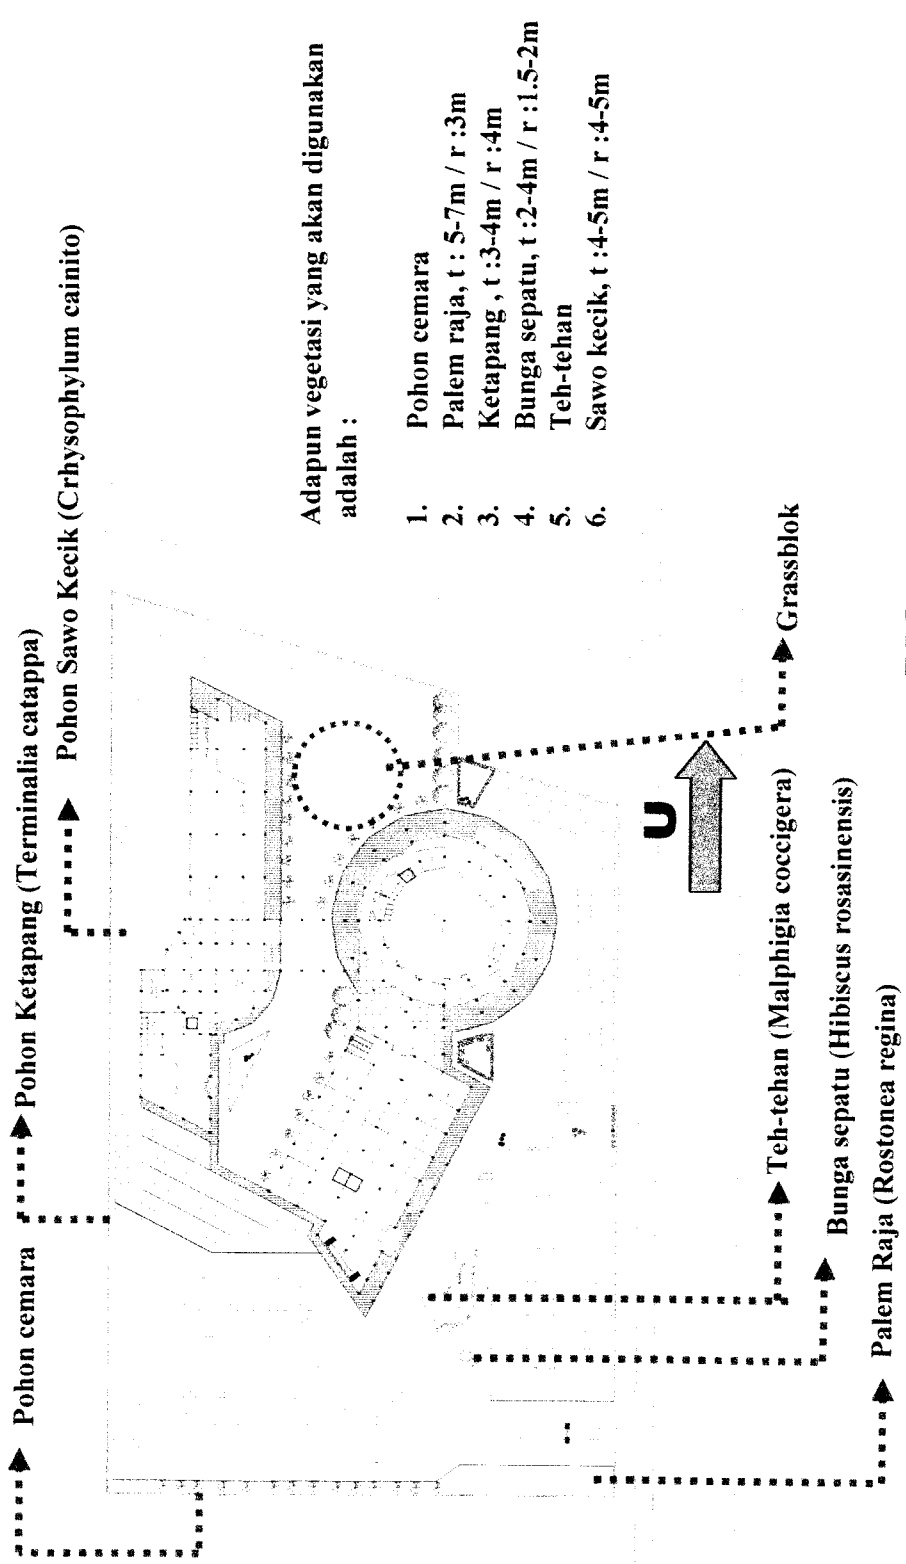 Pohon cemara
Pohon Ketapang (Terminalia catappa)
Pohon Sawo Kecik (Crhysophylum cainito)
Adapun vegetasi yang akan digunakan
adalah :
1. Pohon cemara
2. Palem raja, t : 5-7m / r :3m
3. Ketapang , t :3-4m / r :4m
4. Bunga sepatu, t :2-4m / r :1.5-2m
5. Teh-tehan
6. Sawo kecik, t :4-5m / r :4-5m
U
Grassblok
Teh-tehan (Malphigia coccigera)
Bunga sepatu (Hibiscus rosasinensis)
Palem Raja (Rostonea regina)